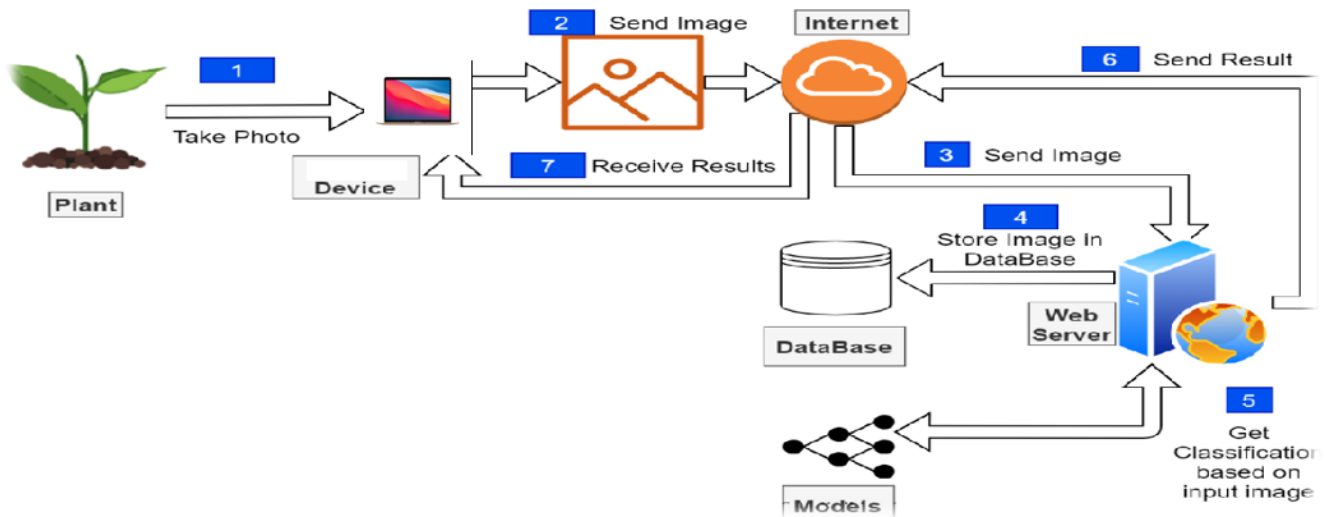 1
Take Photo
Plant
Device
2 Send Image
Internet
7 Receive Results
6 Send Result
3 Send Image
4
Store Image in
DataBase
DataBase
Web
Server
5
Get
Classification
based on
input image
Models